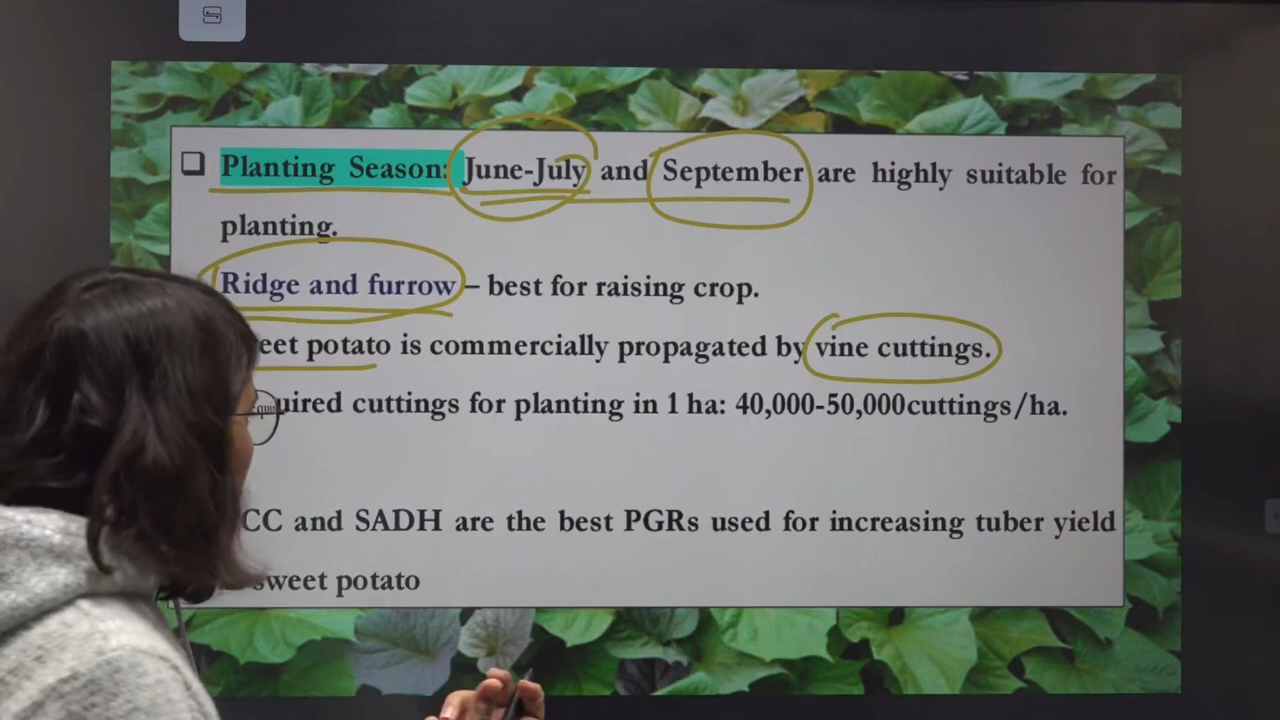 ❑ Planting Season: June-July and September are highly suitable for
planting.
Ridge and furrow – best for raising crop.
eet potato is commercially propagated by vine cuttings.
uired cuttings for planting in 1 ha: 40,000-50,000cuttings/ha.
CC and SADH are the best PGRs used for increasing tuber yield
sweet potato